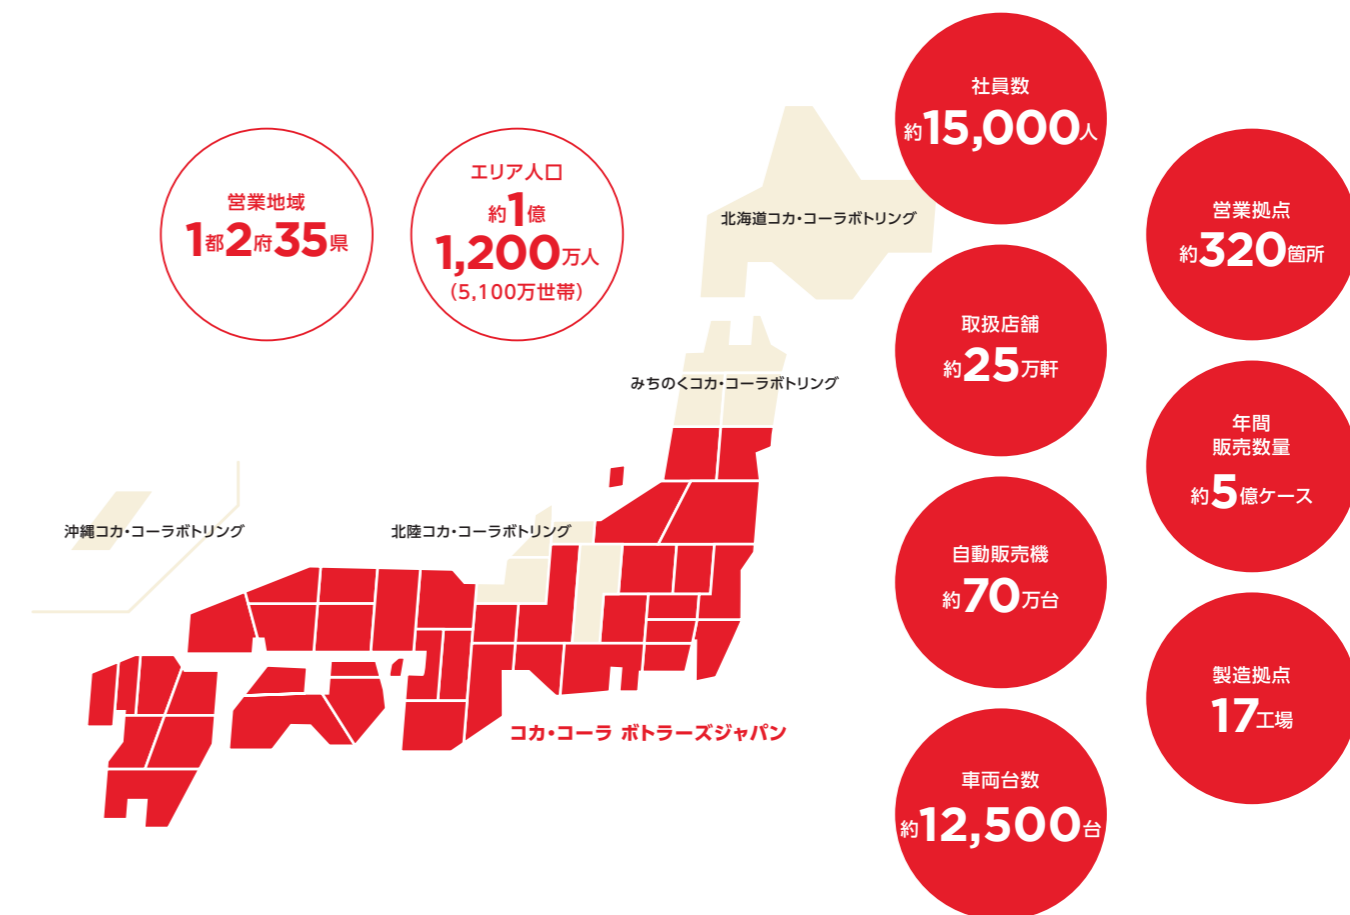 営業地域
1都2府35県
エリア人口
約1億
1,200万人
(5,100万世帯)
北海道コカ・コーラボトリング
みちのくコカ・コーラボトリング
北陸コカ・コーラボトリング
沖縄コカ・コーラボトリング
コカ・コーラ ボトラーズジャパン
社員数
約15,000人
営業拠点
約320箇所
取扱店舗
約25万軒
年間
販売数量
約5億ケース
自動販売機
約70万台
製造拠点
17工場
車両台数
約12,500台